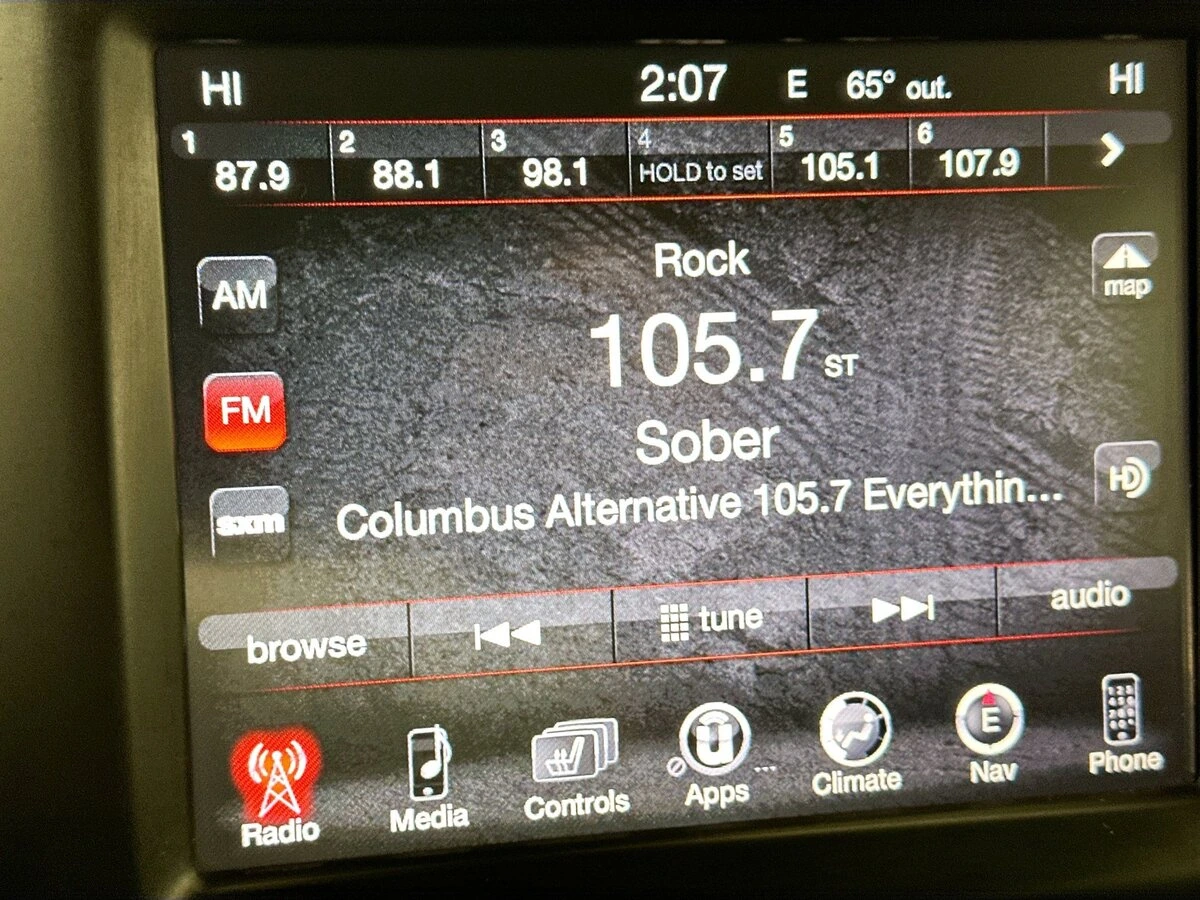 HI 2:07 E 65° out. HI
1 2 3 4 5 6
87.9 88.1 98.1 HOLD to set 105.1 107.9
Rock
AM
map
105.7 ST
FM
Sober
HD
sxm
Columbus Alternative 105.7 Everythin...
browse tune audio
Radio Media Controls Apps ... Climate Nav Phone
E